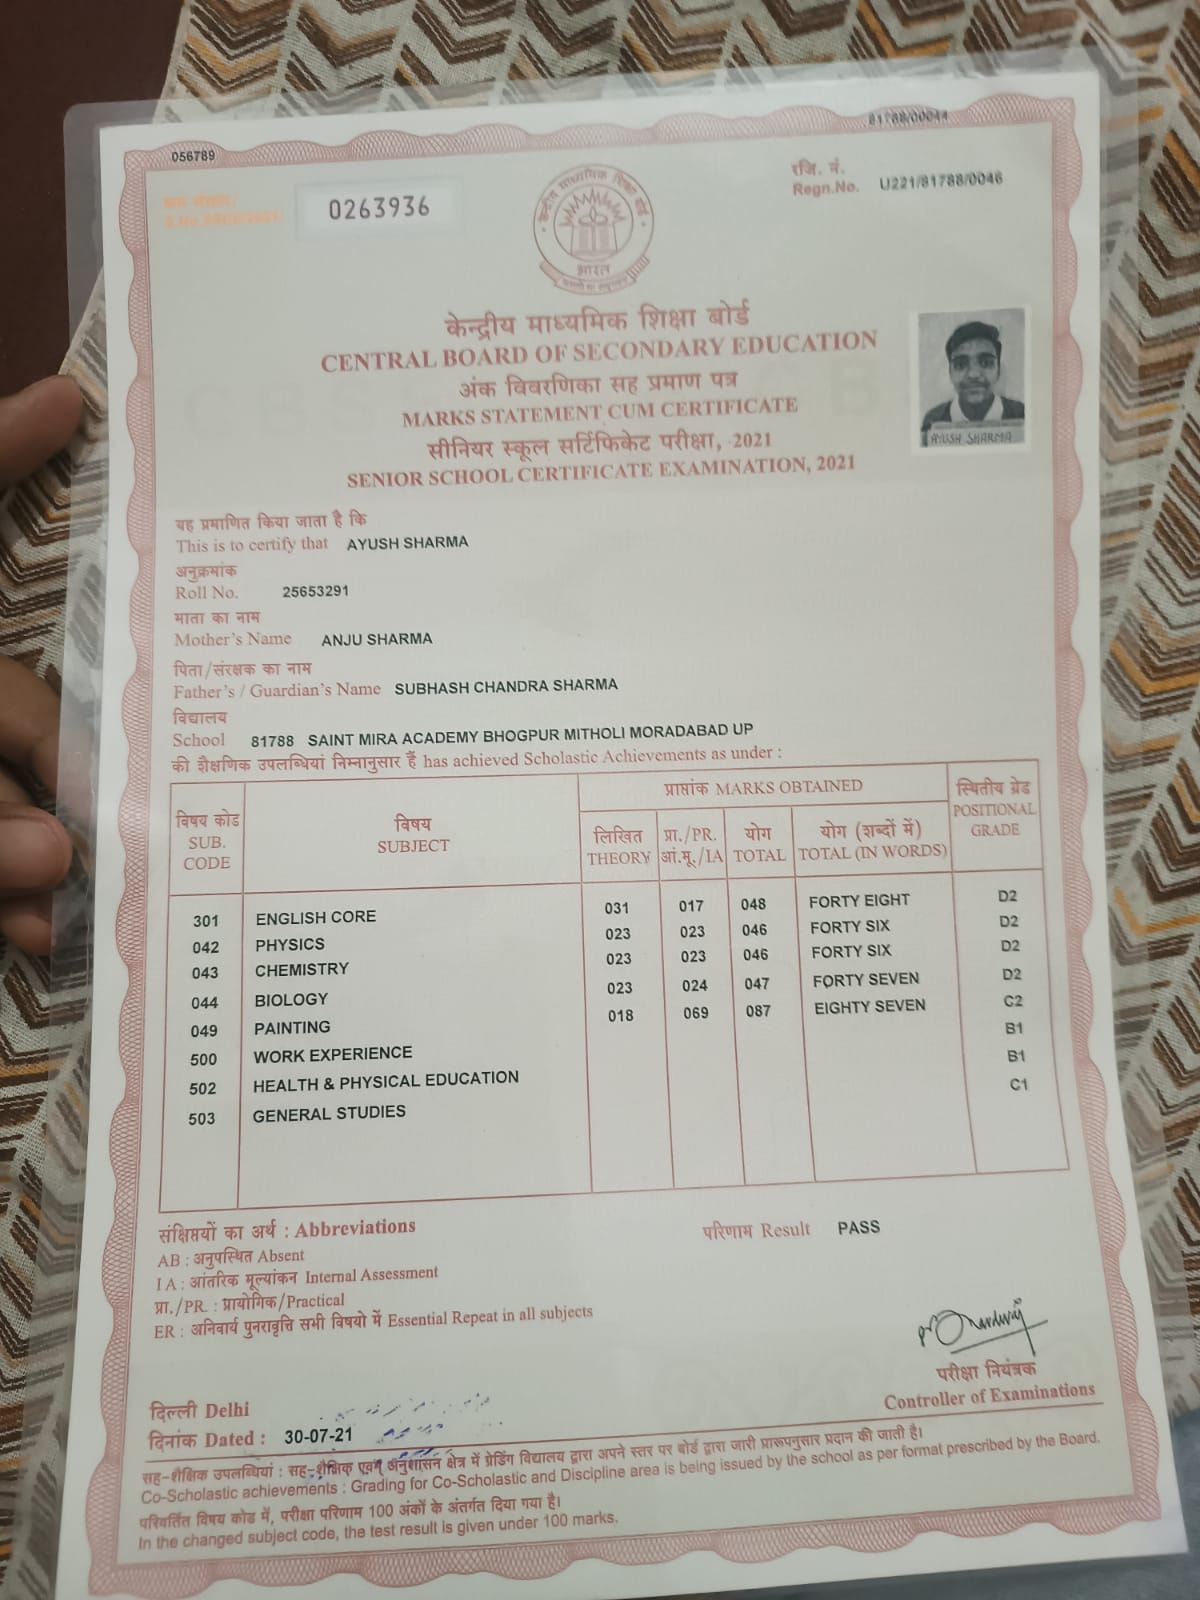 056789
81788/00044
0263936
रजि. नं.
Regn.No. U221/81788/0046
भारत
केन्द्रीय माध्यमिक शिक्षा बोर्ड
CENTRAL BOARD OF SECONDARY EDUCATION
अंक विवरणिका सह प्रमाण पत्र
MARKS STATEMENT CUM CERTIFICATE
सीनियर स्कूल सर्टिफिकेट परीक्षा, 2021
SENIOR SCHOOL CERTIFICATE EXAMINATION, 2021
AYUSH SHARMA
यह प्रमाणित किया जाता है कि
This is to certify that AYUSH SHARMA
अनुक्रमांक
Roll No. 25653291
माता का नाम
Mother's Name ANJU SHARMA
पिता/संरक्षक का नाम
Father's / Guardian's Name SUBHASH CHANDRA SHARMA
विद्यालय
School 81788 SAINT MIRA ACADEMY BHOGPUR MITHOLI MORADABAD UP
की शैक्षणिक उपलब्धियां निम्नानुसार हैं has achieved Scholastic Achievements as under :
विषय कोड
SUB.
CODE
विषय
SUBJECT
प्राप्तांक MARKS OBTAINED
लिखित
THEORY
प्रा./PR.
आं.मू./IA
योग
TOTAL
योग (शब्दों में)
TOTAL (IN WORDS)
स्थितीय ग्रेड
POSITIONAL
GRADE
301 ENGLISH CORE 031 017 048 FORTY EIGHT D2
042 PHYSICS 023 023 046 FORTY SIX D2
043 CHEMISTRY 023 023 046 FORTY SIX D2
044 BIOLOGY 023 024 047 FORTY SEVEN D2
049 PAINTING 018 069 087 EIGHTY SEVEN C2
500 WORK EXPERIENCE B1
502 HEALTH & PHYSICAL EDUCATION B1
503 GENERAL STUDIES C1
संक्षिप्तियों का अर्थ : Abbreviations
परिणाम Result PASS
AB : अनुपस्थित Absent
I A : आंतरिक मूल्यांकन Internal Assessment
प्रा./PR. : प्रायोगिक/Practical
ER : अनिवार्य पुनरावृत्ति सभी विषयो में Essential Repeat in all subjects
परीक्षा नियंत्रक
Controller of Examinations
दिल्ली Delhi
दिनांक Dated : 30-07-21
सह-शैक्षिक उपलब्धियां : सह-शैक्षिक एवम् अनुशासन क्षेत्र में ग्रेडिंग विद्यालय द्वारा अपने स्तर पर बोर्ड द्वारा जारी प्रारूपनुसार प्रदान की जाती है।
Co-Scholastic achievements : Grading for Co-Scholastic and Discipline area is being issued by the school as per format prescribed by the Board.
परिवर्तित विषय कोड में, परीक्षा परिणाम 100 अंकों के अंतर्गत दिया गया है।
In the changed subject code, the test result is given under 100 marks.